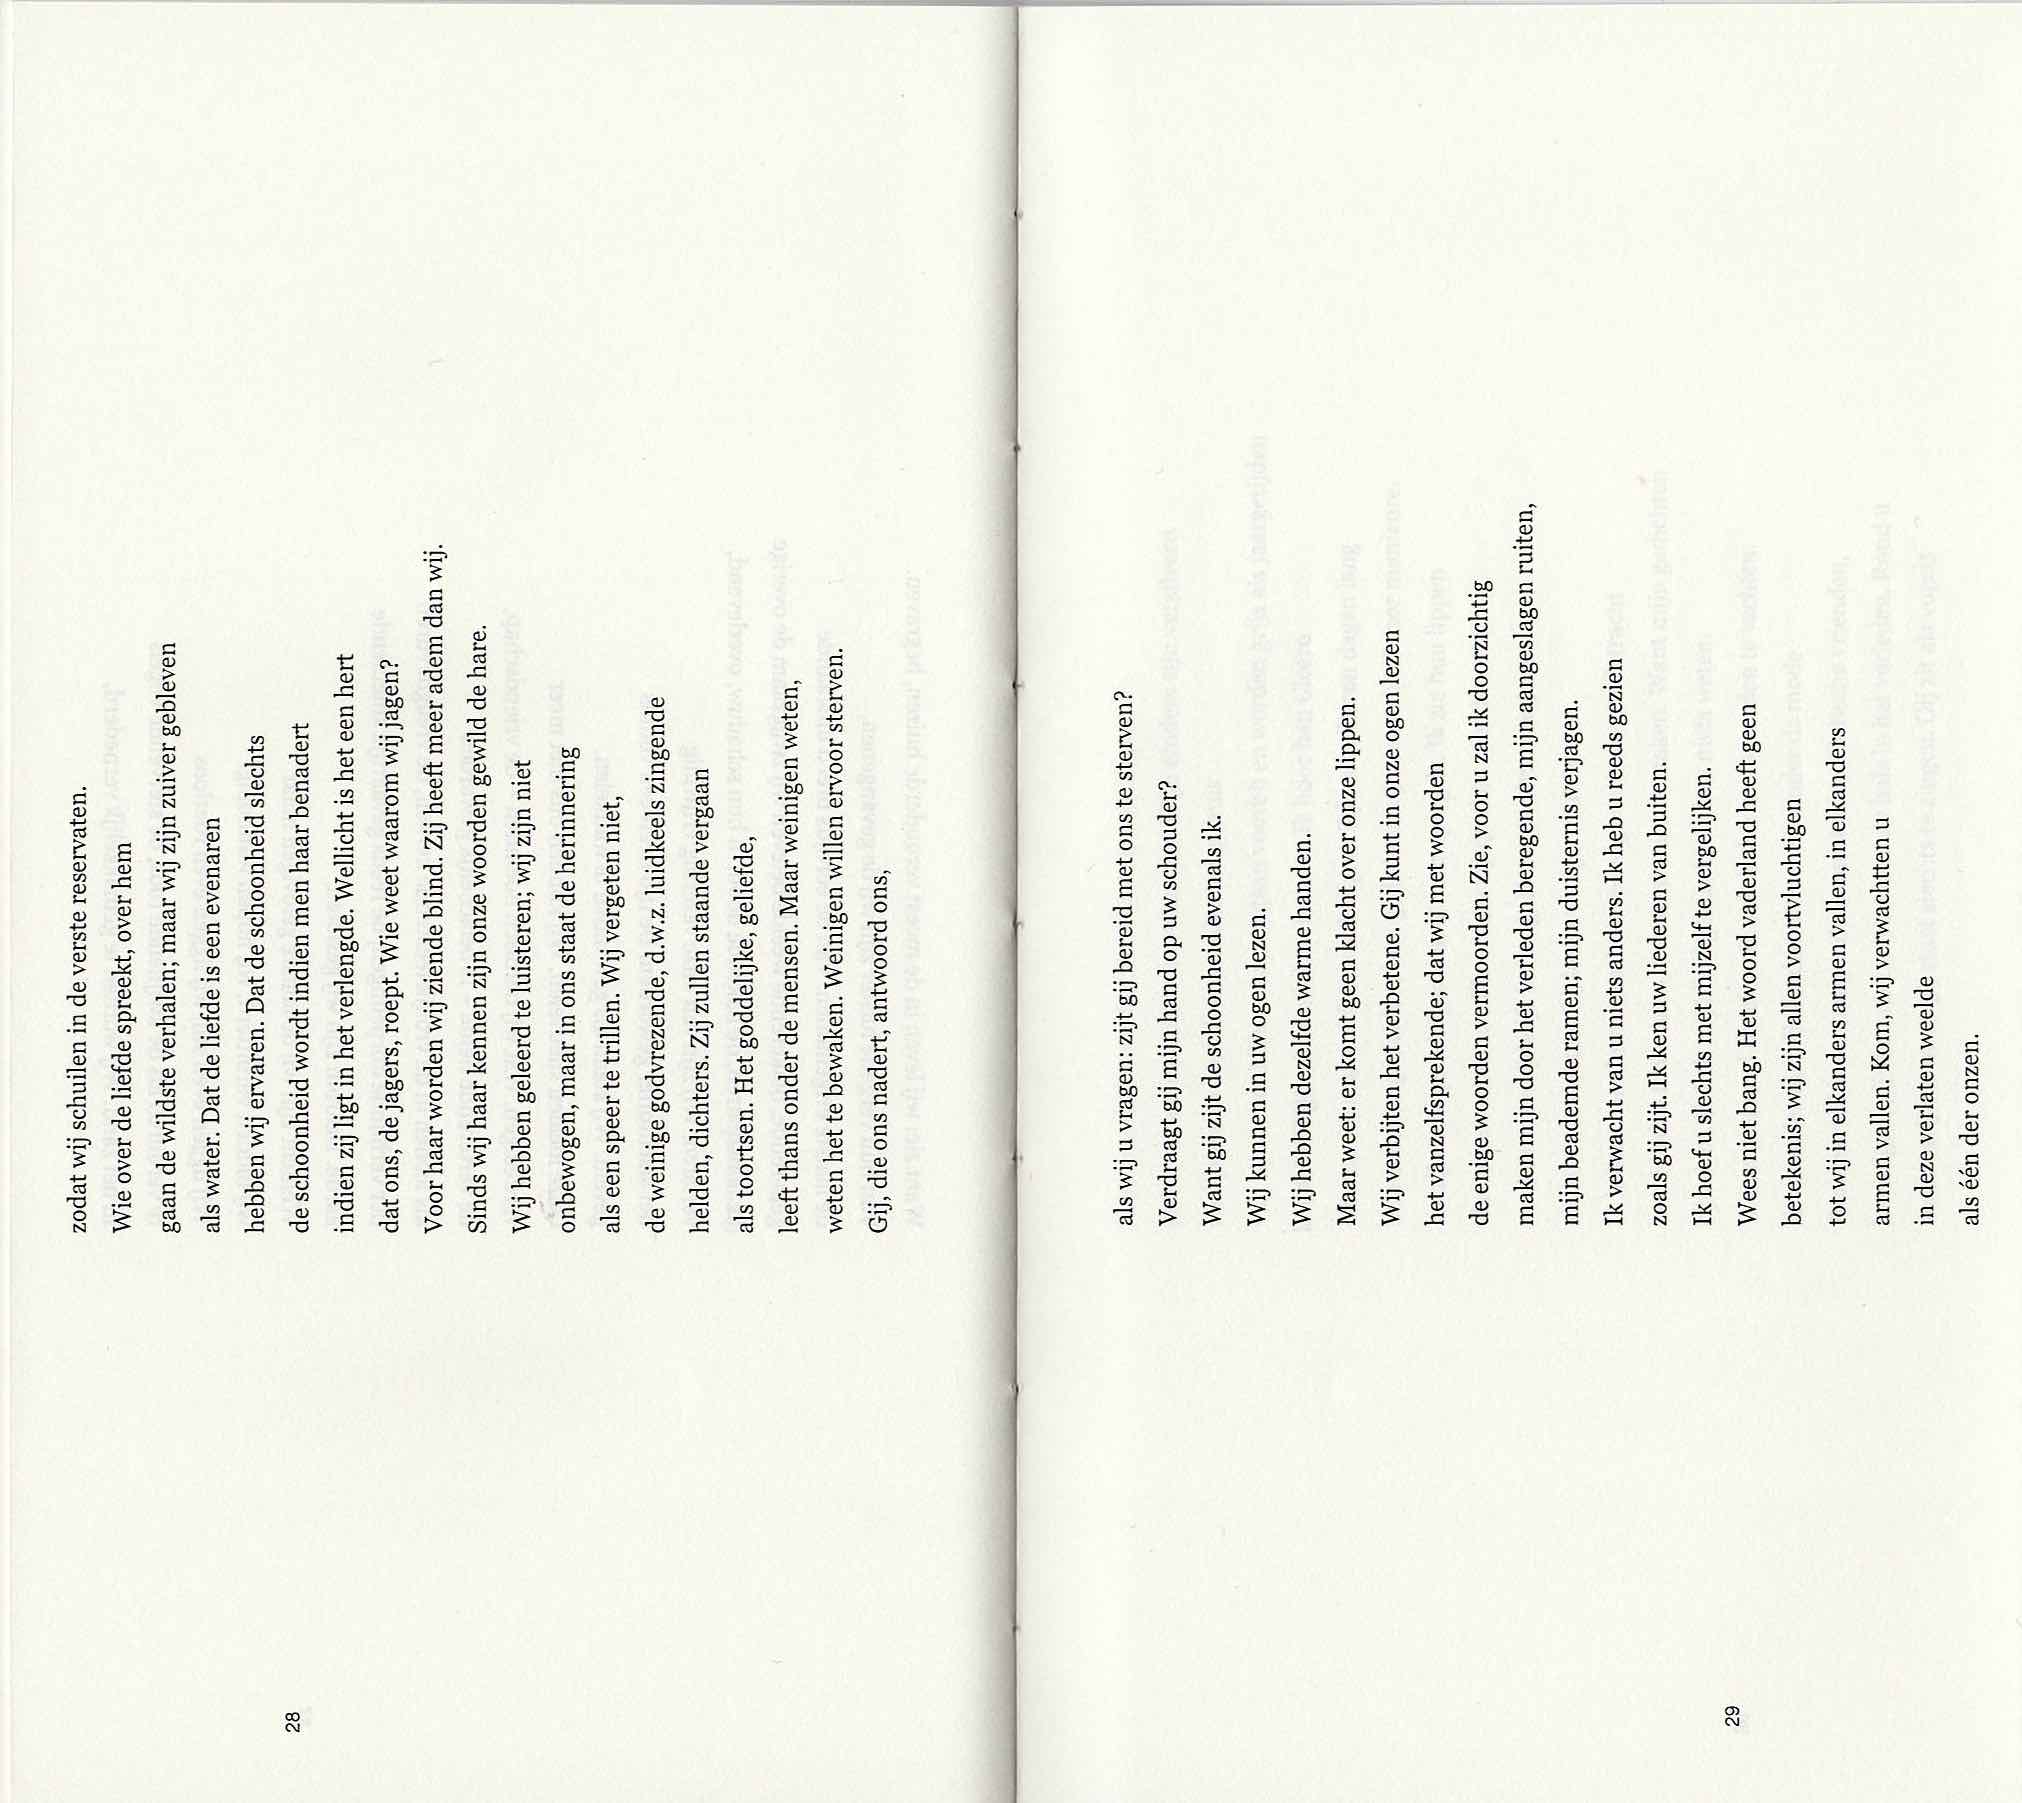 zodat wij schuilen in de verste reservaten.
Wie over de liefde spreekt, over hem
gaan de wildste verhalen; maar wij zijn zuiver gebleven
als water. Dat de liefde is een evenaren
hebben wij ervaren. Dat de schoonheid slechts
de schoonheid wordt indien men haar benadert
indien zij ligt in het verlengde. Wellicht is het een hert
dat ons, de jagers, roept. Wie weet waarom wij jagen?
Voor haar worden wij ziende blind. Zij heeft meer adem dan wij.
Sinds wij haar kennen zijn onze woorden gewild de hare.
Wij hebben geleerd te luisteren; wij zijn niet
onbewogen, maar in ons staat de herinnering
als een speer te trillen. Wij vergeten niet,
de weinige godvrezende, d.w.z. luidkeels zingende
helden, dichters. Zij zullen staande vergaan
als toortsen. Het goddelijke, geliefde,
leeft thans onder de mensen. Maar weinigen weten,
weten het te bewaken. Weinigen willen ervoor sterven.
Gij, die ons nadert, antwoord ons,
28
als wij u vragen: zijt gij bereid met ons te sterven?
Verdraagt gij mijn hand op uw schouder?
Want gij zijt de schoonheid evenals ik.
Wij kunnen in uw ogen lezen.
Wij hebben dezelfde warme handen.
Maar weet: er komt geen klacht over onze lippen.
Wij verbijten het verbetene. Gij kunt in onze ogen lezen
het vanzelfsprekende; dat wij met woorden
de enige woorden vermoorden. Zie, voor u zal ik doorzichtig
maken mijn door het verleden beregende, mijn aangeslagen ruiten,
mijn beademde ramen; mijn duisternis verjagen.
Ik verwacht van u niets anders. Ik heb u reeds gezien
zoals gij zijt. Ik ken uw liederen van buiten.
Ik hoef u slechts met mijzelf te vergelijken.
Wees niet bang. Het woord vaderland heeft geen
betekenis; wij zijn allen voortvluchtigen
tot wij in elkanders armen vallen, in elkanders
armen vallen. Kom, wij verwachtten u
in deze verlaten weelde
als één der onzen.
29